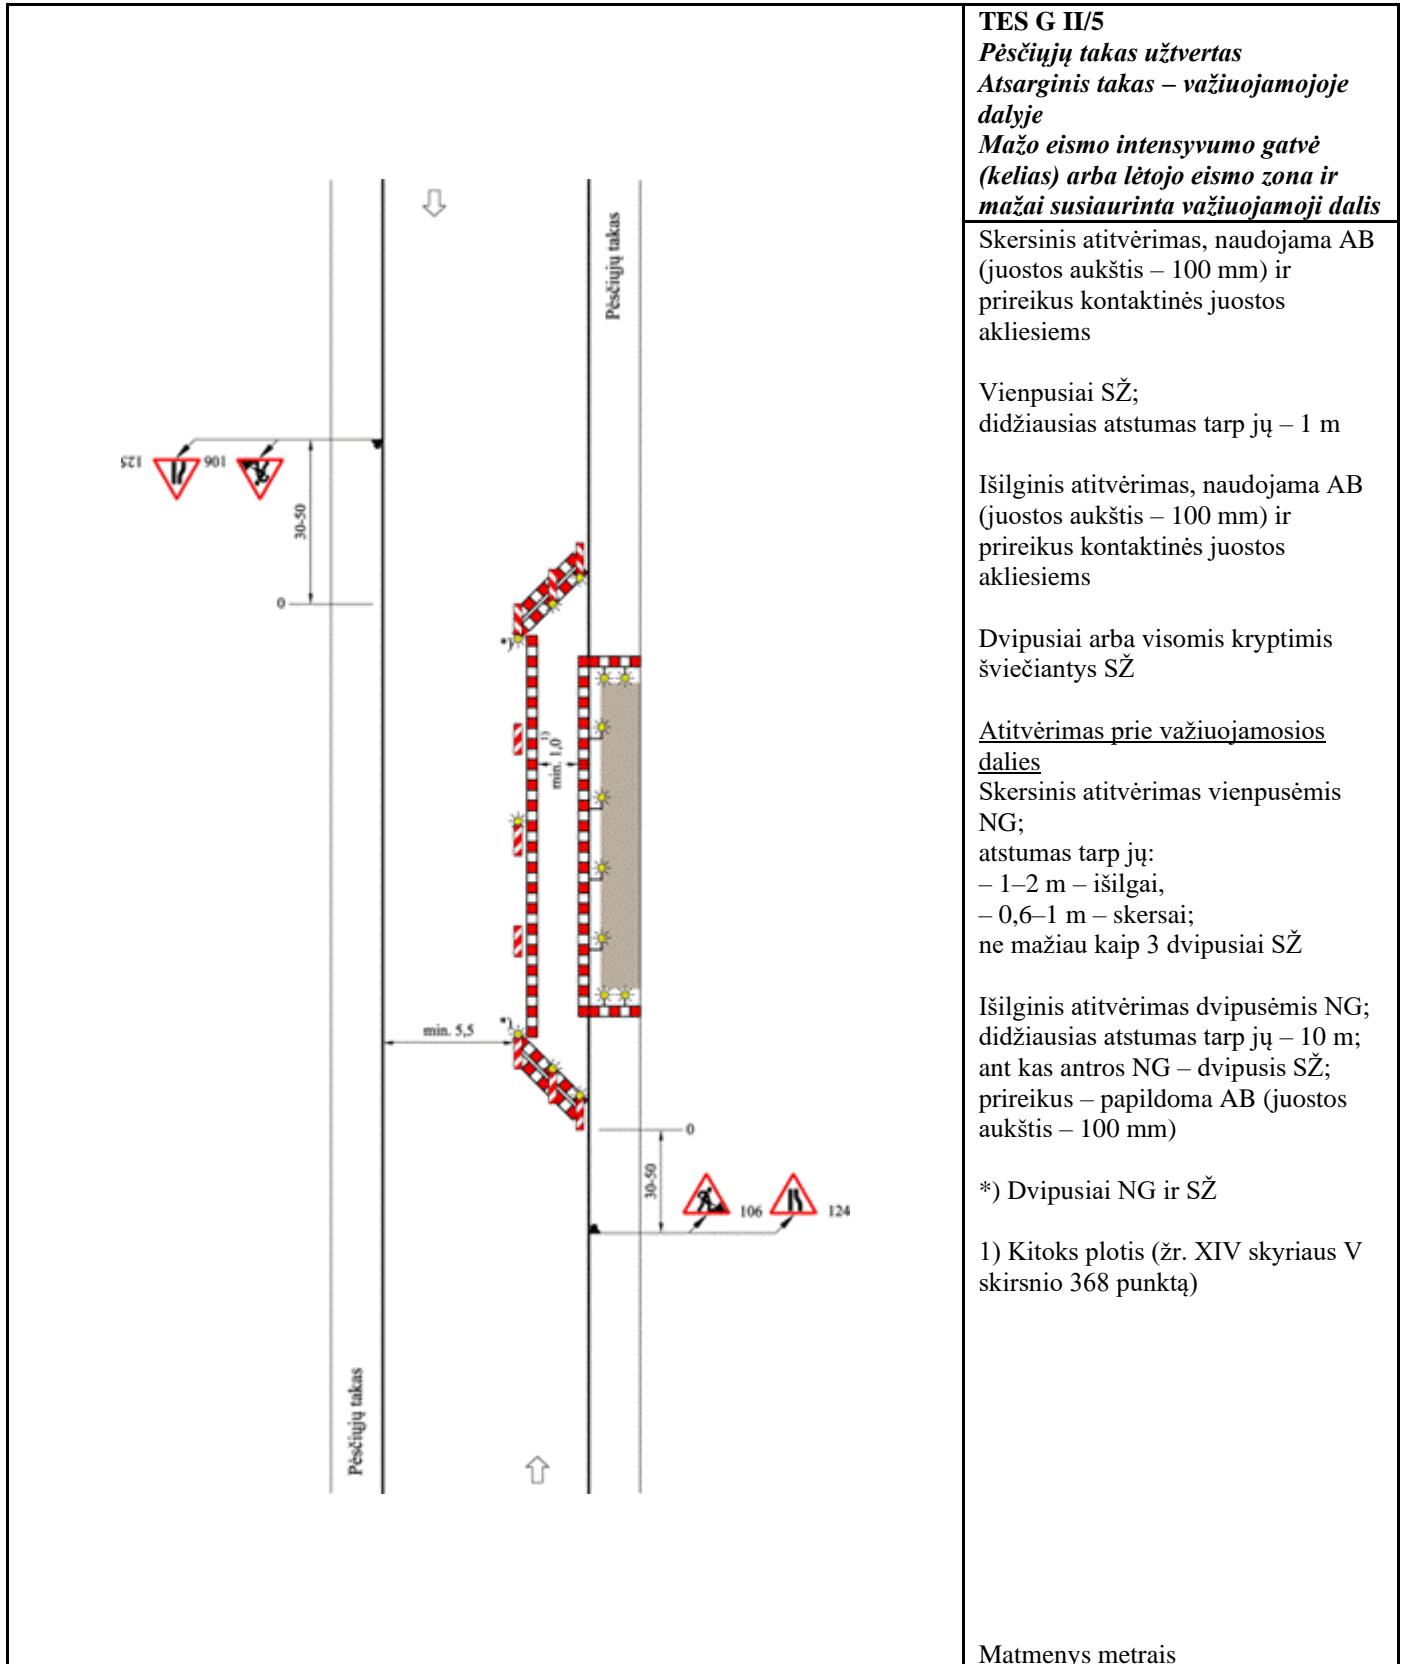 TES G II/5
Pėsčiųjų takas užtvertas
Atsarginis takas – važiuojamojoje
dalyje
Mažo eismo intensyvumo gatvė
(kelias) arba lėtojo eismo zona ir
mažai susiaurinta važiuojamoji dalis
Skersinis atitvėrimas, naudojama AB
(juostos aukštis – 100 mm) ir
prireikus kontaktinės juostos
akliesiems
Vienpusiai SŽ;
didžiausias atstumas tarp jų – 1 m
Išilginis atitvėrimas, naudojama AB
(juostos aukštis – 100 mm) ir
prireikus kontaktinės juostos
akliesiems
Dvipusiai arba visomis kryptimis
šviečiantys SŽ
Atitvėrimas prie važiuojamosios
dalies
Skersinis atitvėrimas vienpusėmis
NG;
atstumas tarp jų:
– 1–2 m – išilgai,
– 0,6–1 m – skersai;
ne mažiau kaip 3 dvipusiai SŽ
Išilginis atitvėrimas dvipusėmis NG;
didžiausias atstumas tarp jų – 10 m;
ant kas antros NG – dvipusis SŽ;
prireikus – papildoma AB (juostos
aukštis – 100 mm)
*) Dvipusiai NG ir SŽ
1) Kitoks plotis (žr. XIV skyriaus V
skirsnio 368 punktą)
Matmenys metrais
Pėsčiųjų takas
125
106
30-50
0
*)
1)
min. 1,0
*)
min. 5,5
0
30-50
106
124
Pėsčiųjų takas